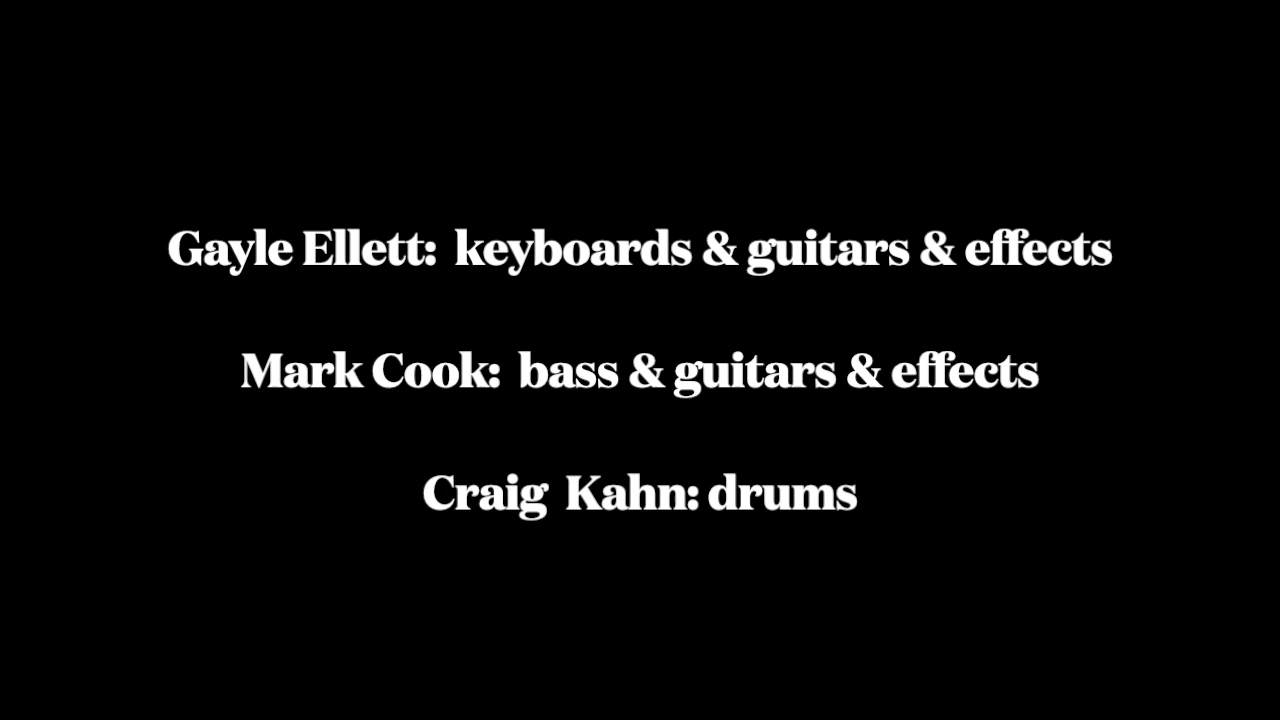 Gayle Ellett:  keyboards & guitars & effects
Mark Cook:  bass & guitars & effects
Craig  Kahn: drums